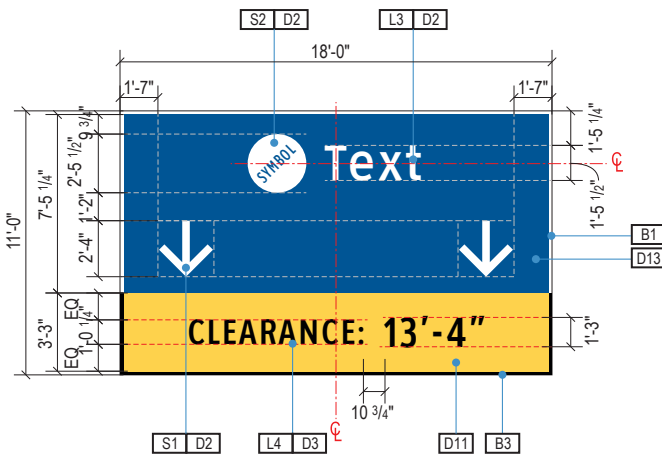 S2 D2
L3 D2
18'-0"
1'-7"
1'-7"
9 3/4"
1'-5 1/4"
SYMBOL
Text
2'-5 1/2"
℄
1'-5 1/2"
7'-5 1/4"
1'-2"
11'-0"
2'-4"
B1
D13
EQ
3'-3"
1'-0 1/4"
CLEARANCE: 13'-4"
1'-3"
EQ
10 3/4"
℄
S1 D2
L4 D3
D11
B3